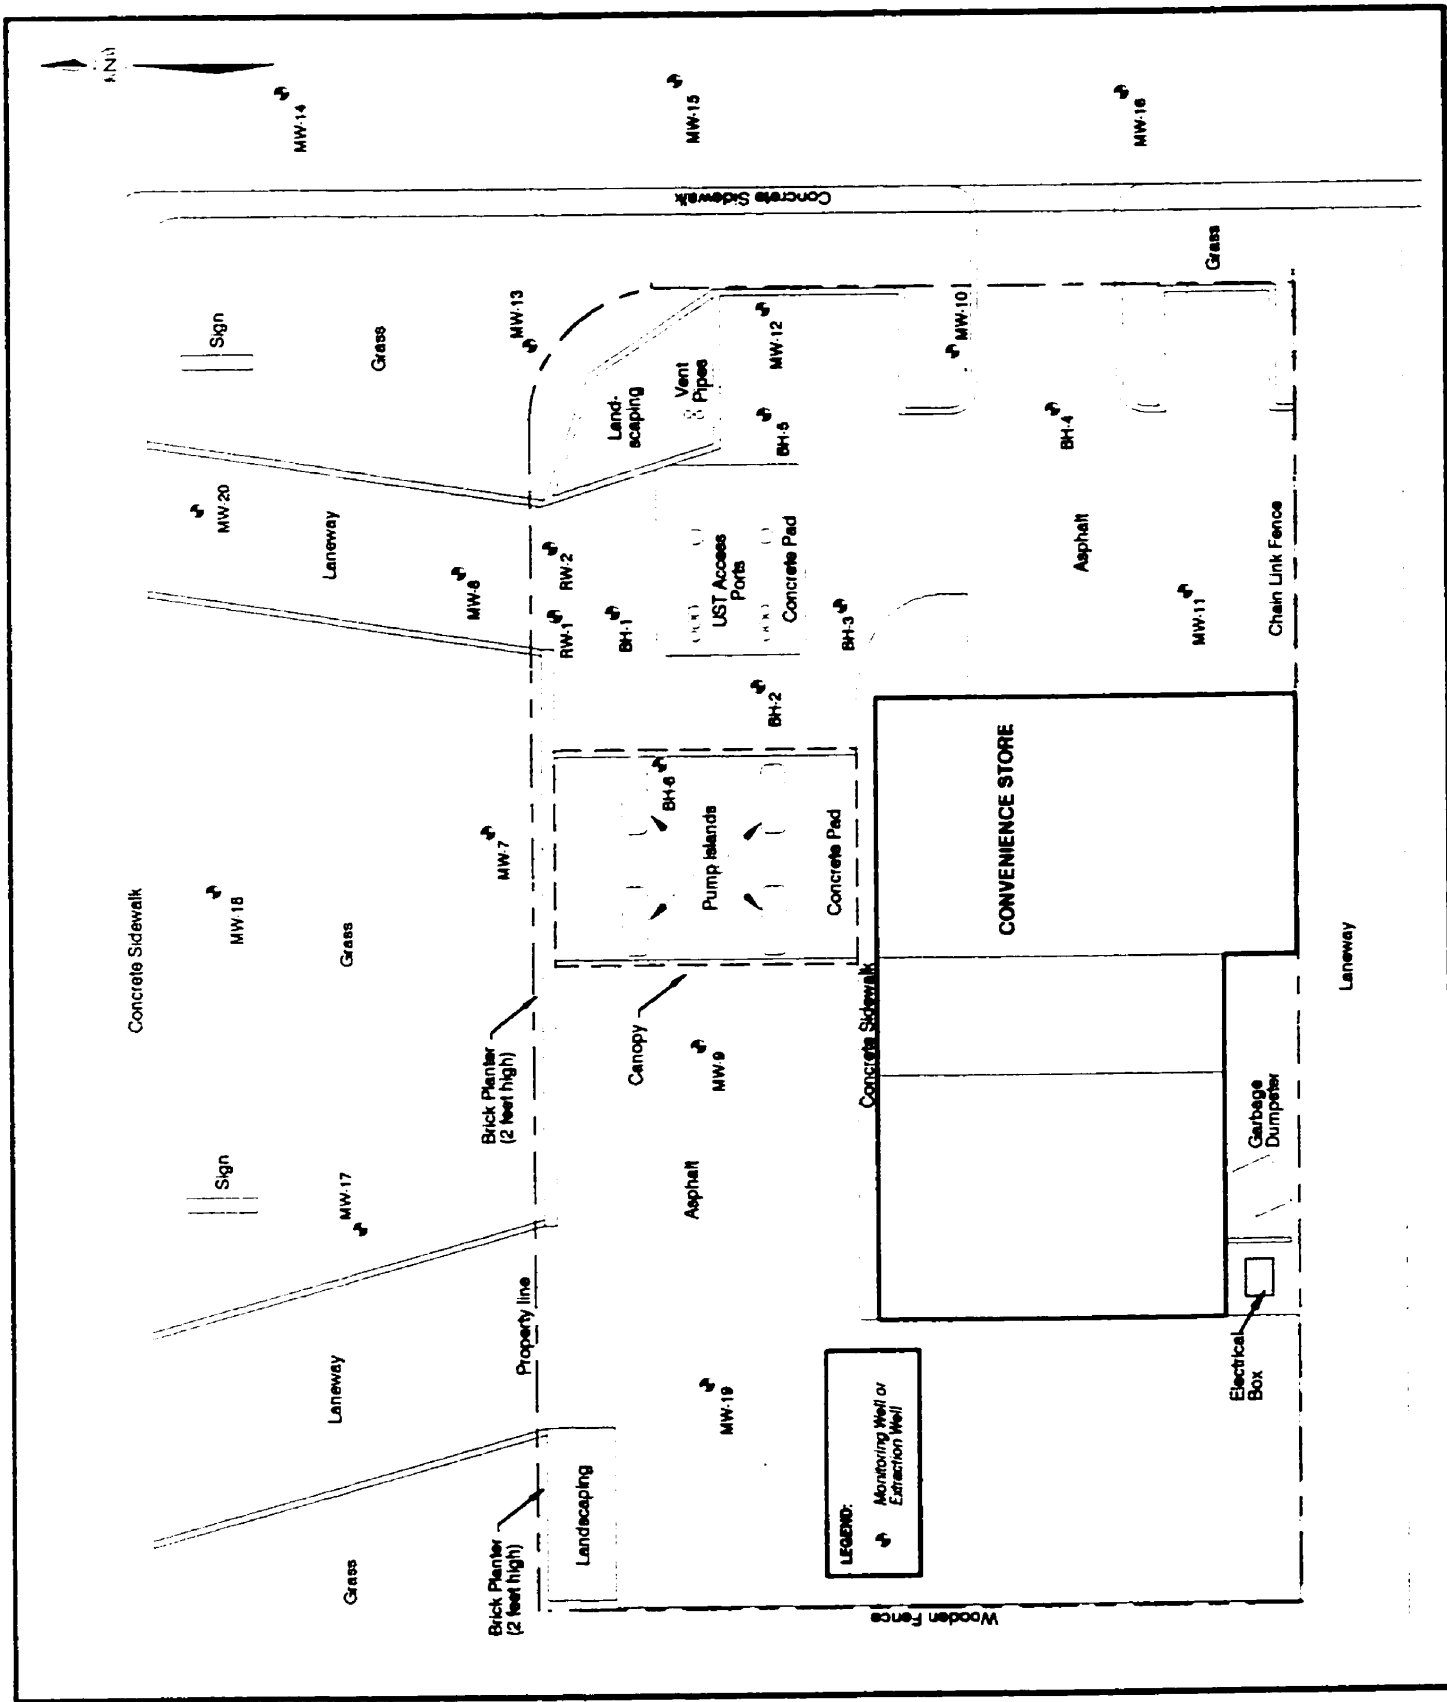 Concrete Sidewalk
Sign
Sign
MW-18
MW-20
MW-14
Grass
Laneway
MW-17
Grass
Laneway
Grass
MW-8
MW-7
MW-13
Property line
Brick Planter
(2 feet high)
Brick Planter
(2 feet high)
RW-1
RW-2
BH-1
Landscaping
Land-
scaping
Canopy
BH-6
MW-15
Vent
Pipes
MW-19
Asphalt
MW-9
Pump Islands
UST Access
Ports
BH-2
BH-5
MW-12
Concrete Pad
Concrete Sidewalk
Concrete Pad
BH-3
Concrete Sidewalk
LEGEND:
Monitoring Well or
Extraction Well
Wooden Fence
CONVENIENCE STORE
MW-10
BH-4
Asphalt
MW-16
MW-11
Grass
Electrical
Box
Garbage
Dumpster
Chain Link Fence
Laneway